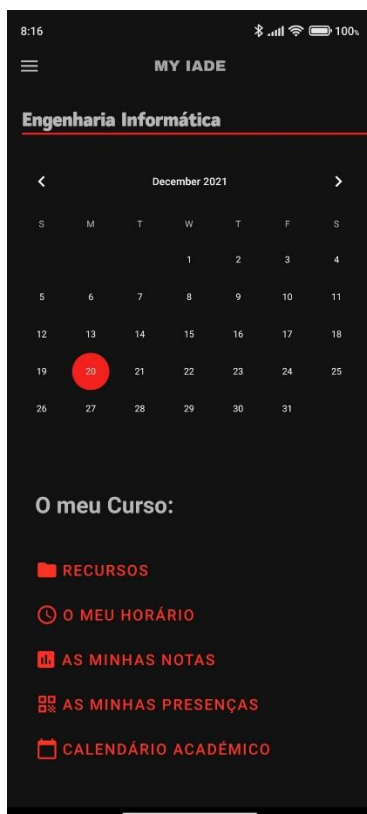 8:16 100%
MY IADE
Engenharia Informática
December 2021
S M T W T F S
1 2 3 4
5 6 7 8 9 10 11
12 13 14 15 16 17 18
19 20 21 22 23 24 25
26 27 28 29 30 31
O meu Curso:
RECURSOS
O MEU HORÁRIO
AS MINHAS NOTAS
AS MINHAS PRESENÇAS
CALENDÁRIO ACADÉMICO